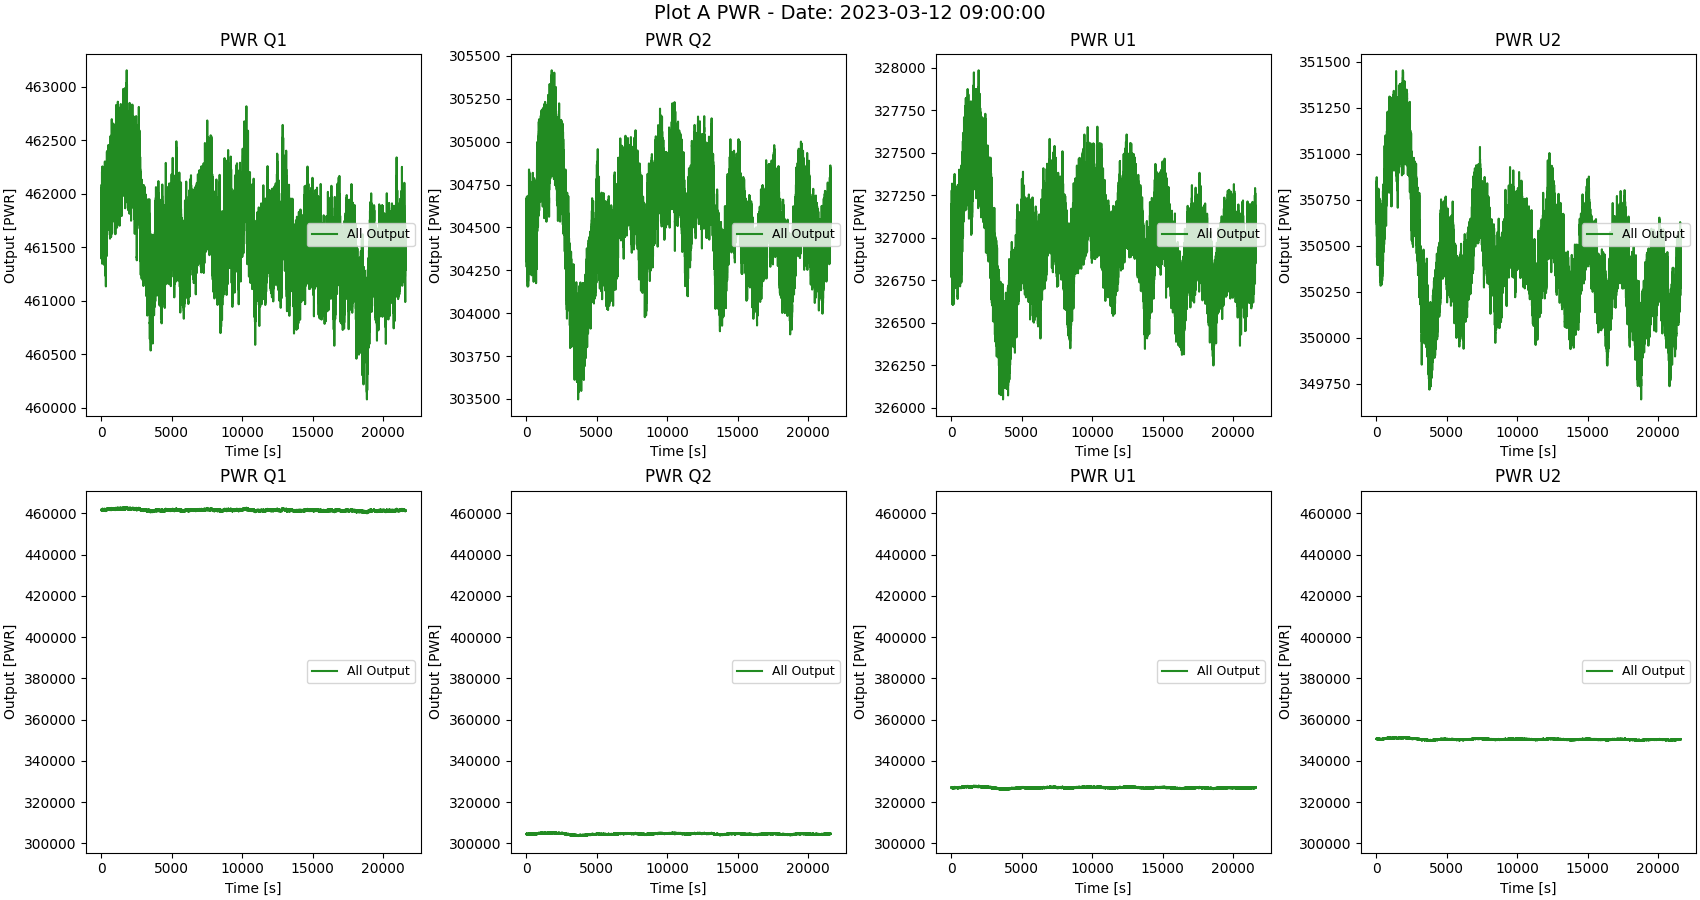 Plot A PWR - Date: 2023-03-12 09:00:00
PWR Q1
PWR Q2
PWR U1
PWR U2
Output [PWR]
463000
462500
462000
461500
461000
460500
460000
All Output
0 5000 10000 15000 20000
Time [s]
Output [PWR]
305500
305250
305000
304750
304500
304250
304000
303750
303500
All Output
0 5000 10000 15000 20000
Time [s]
Output [PWR]
328000
327750
327500
327250
327000
326750
326500
326250
326000
All Output
0 5000 10000 15000 20000
Time [s]
Output [PWR]
351500
351250
351000
350750
350500
350250
350000
349750
All Output
0 5000 10000 15000 20000
Time [s]
PWR Q1
PWR Q2
PWR U1
PWR U2
Output [PWR]
460000
440000
420000
400000
380000
360000
340000
320000
300000
All Output
0 5000 10000 15000 20000
Time [s]
Output [PWR]
460000
440000
420000
400000
380000
360000
340000
320000
300000
All Output
0 5000 10000 15000 20000
Time [s]
Output [PWR]
460000
440000
420000
400000
380000
360000
340000
320000
300000
All Output
0 5000 10000 15000 20000
Time [s]
Output [PWR]
460000
440000
420000
400000
380000
360000
340000
320000
300000
All Output
0 5000 10000 15000 20000
Time [s]